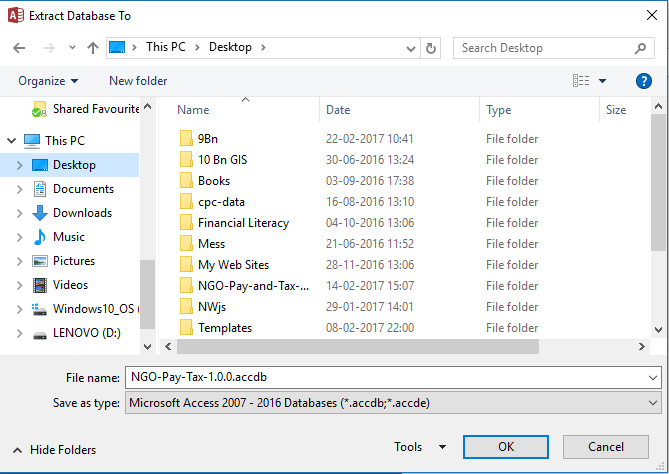 Extract Database To
This PC Desktop
Search Desktop
Organize New folder
Name Date Type Size
Shared Favourite
This PC
Desktop
Documents
Downloads
Music
Pictures
Videos
Windows10_OS (
LENOVO (D:)
9Bn 22-02-2017 10:41 File folder
10 Bn GIS 30-06-2016 13:24 File folder
Books 03-09-2016 17:38 File folder
cpc-data 16-08-2016 13:10 File folder
Financial Literacy 04-10-2016 13:06 File folder
Mess 21-06-2016 11:52 File folder
My Web Sites 28-11-2016 13:06 File folder
NGO-Pay-and-Tax-... 14-02-2017 15:07 File folder
NWjs 29-01-2017 14:01 File folder
Templates 08-02-2017 22:00 File folder
File name: NGO-Pay-Tax-1.0.0.accdb
Save as type: Microsoft Access 2007 - 2016 Databases (*.accdb;*.accde)
Hide Folders Tools OK Cancel